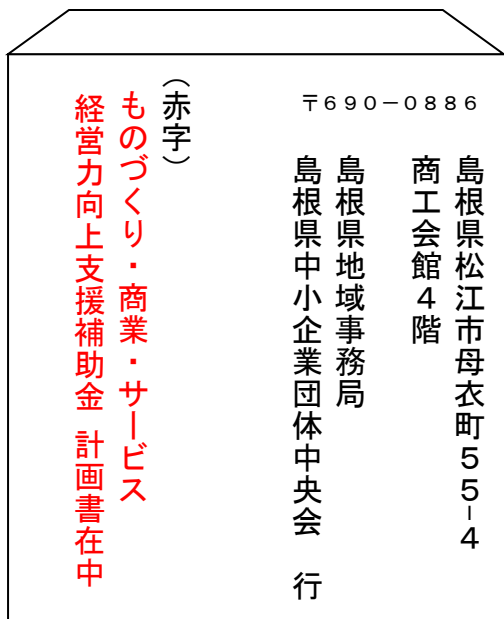 〒６９０－０８８６
島根県松江市母衣町５５-４
商工会館４階
島根県地域事務局
島根県中小企業団体中央会　行
（赤字）
ものづくり・商業・サービス
経営力向上支援補助金 計画書在中